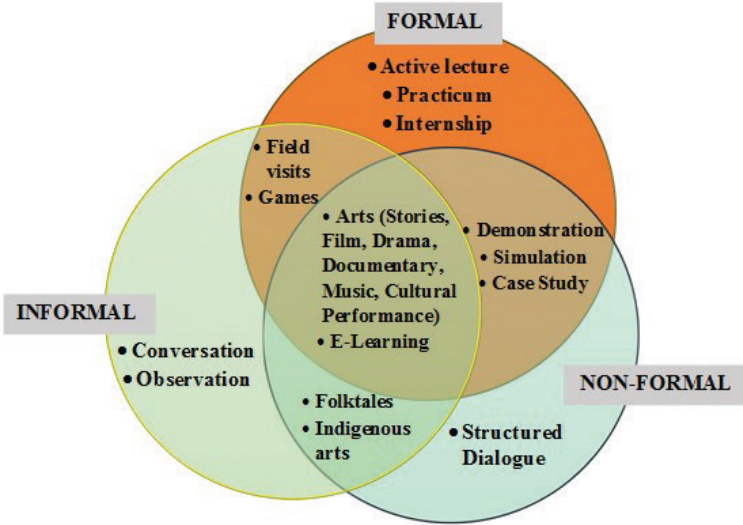 FORMAL
• Active lecture
• Practicum
• Internship
• Field
visits
• Games
• Arts (Stories,
Film, Drama,
Documentary,
Music, Cultural
Performance)
• E-Learning
• Demonstration
• Simulation
• Case Study
INFORMAL
• Conversation
• Observation
NON-FORMAL
• Folktales
• Indigenous
arts
• Structured
Dialogue